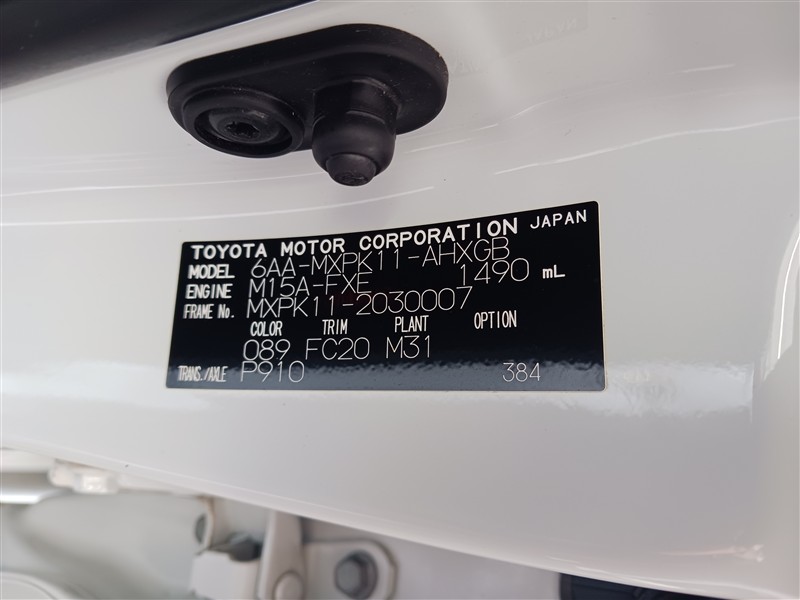 TOYOTA MOTOR CORPORATION JAPAN
MODEL 6AA-MXPK11-AHXGB
ENGINE M15A-FXE 1490 mL
FRAME No. MXPK11-2030007
COLOR TRIM PLANT OPTION
089 FC20 M31
TRANS./AXLE P910 384